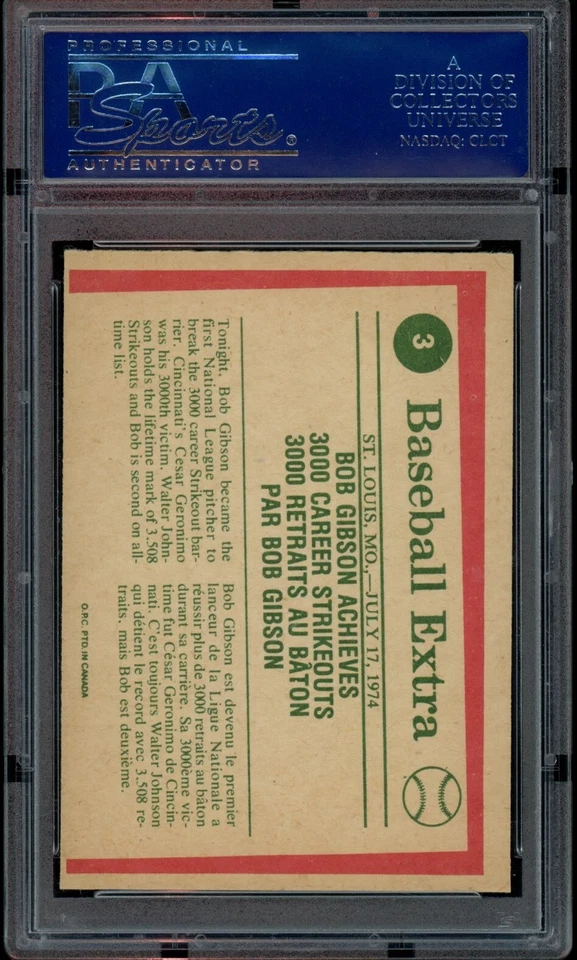 PROFESSIONAL
PSA
Sports®
AUTHENTICATOR
A
DIVISION OF
COLLECTORS
UNIVERSE
NASDAQ: CLCT
3
Baseball Extra
ST. LOUIS, MO.,—JULY 17, 1974
BOB GIBSON ACHIEVES
3000 CAREER STRIKEOUTS
3000 RETRAITS AU BÂTON
PAR BOB GIBSON
Tonight, Bob Gibson became the
first National League pitcher to
break the 3000 career Strikeout bar-
rier. Cincinnati's Cesar Geronimo
was his 3000th victim. Walter John-
son holds the lifetime mark of 3,508
Strikeouts and Bob is second on all-
time list.
Bob Gibson est devenu le premier
lanceur de la Ligue Nationale a
réussir plus de 3000 retraits au bâton
durant sa carrière. Sa 3000ème vic-
time fut César Geronimo de Cincin-
nati. C'est toujours Walter Johnson
qui détient le record avec 3,508 re-
traits, mais Bob est deuxième.
O.P.C. PTD. IN CANADA